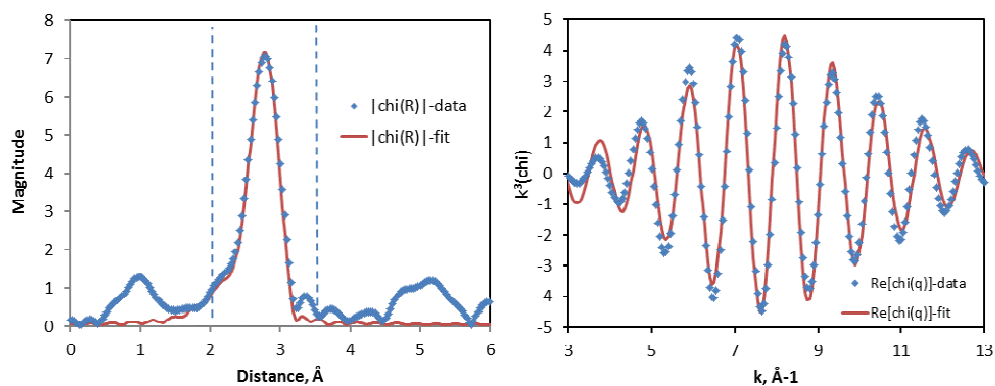 8
7
6
5
4
3
2
1
0
Magnitude
|chi(R)|-data
|chi(R)|-fit
0 1 2 3 4 5 6
Distance, Å
5
4
3
2
1
0
-1
-2
-3
-4
-5
k³(chi)
Re[chi(q)]-data
Re[chi(q)]-fit
3 5 7 9 11 13
k, Å-1